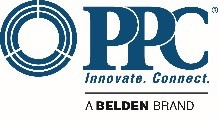 PPC®
Innovate. Connect.
A BELDEN BRAND